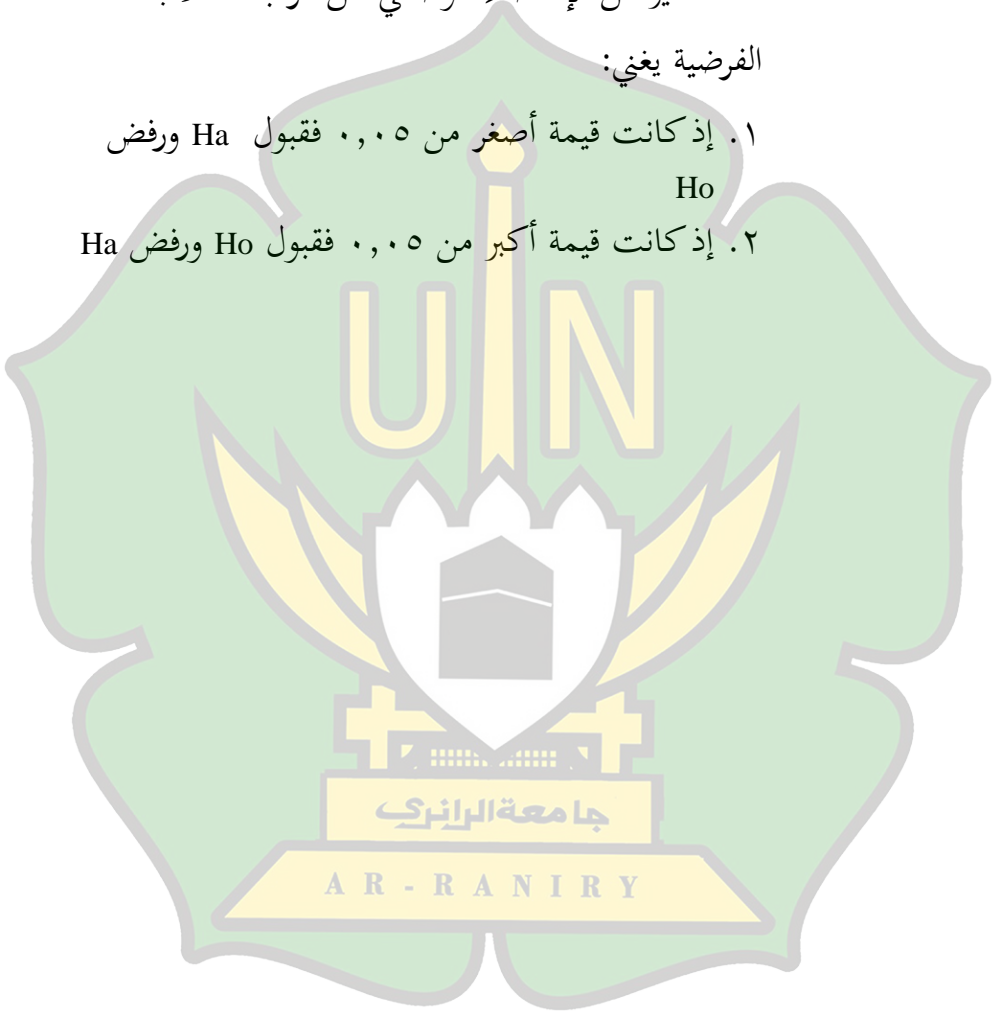 الفرضية يغني:
١. إذ كانت قيمة أصغر من ٠,٠٥ فقبول Ha ورفض
Ho
٢. إذ كانت قيمة أكبر من ٠,٠٥ فقبول Ho ورفض Ha
UIN
جامعة الرانري
AR-RANIRY